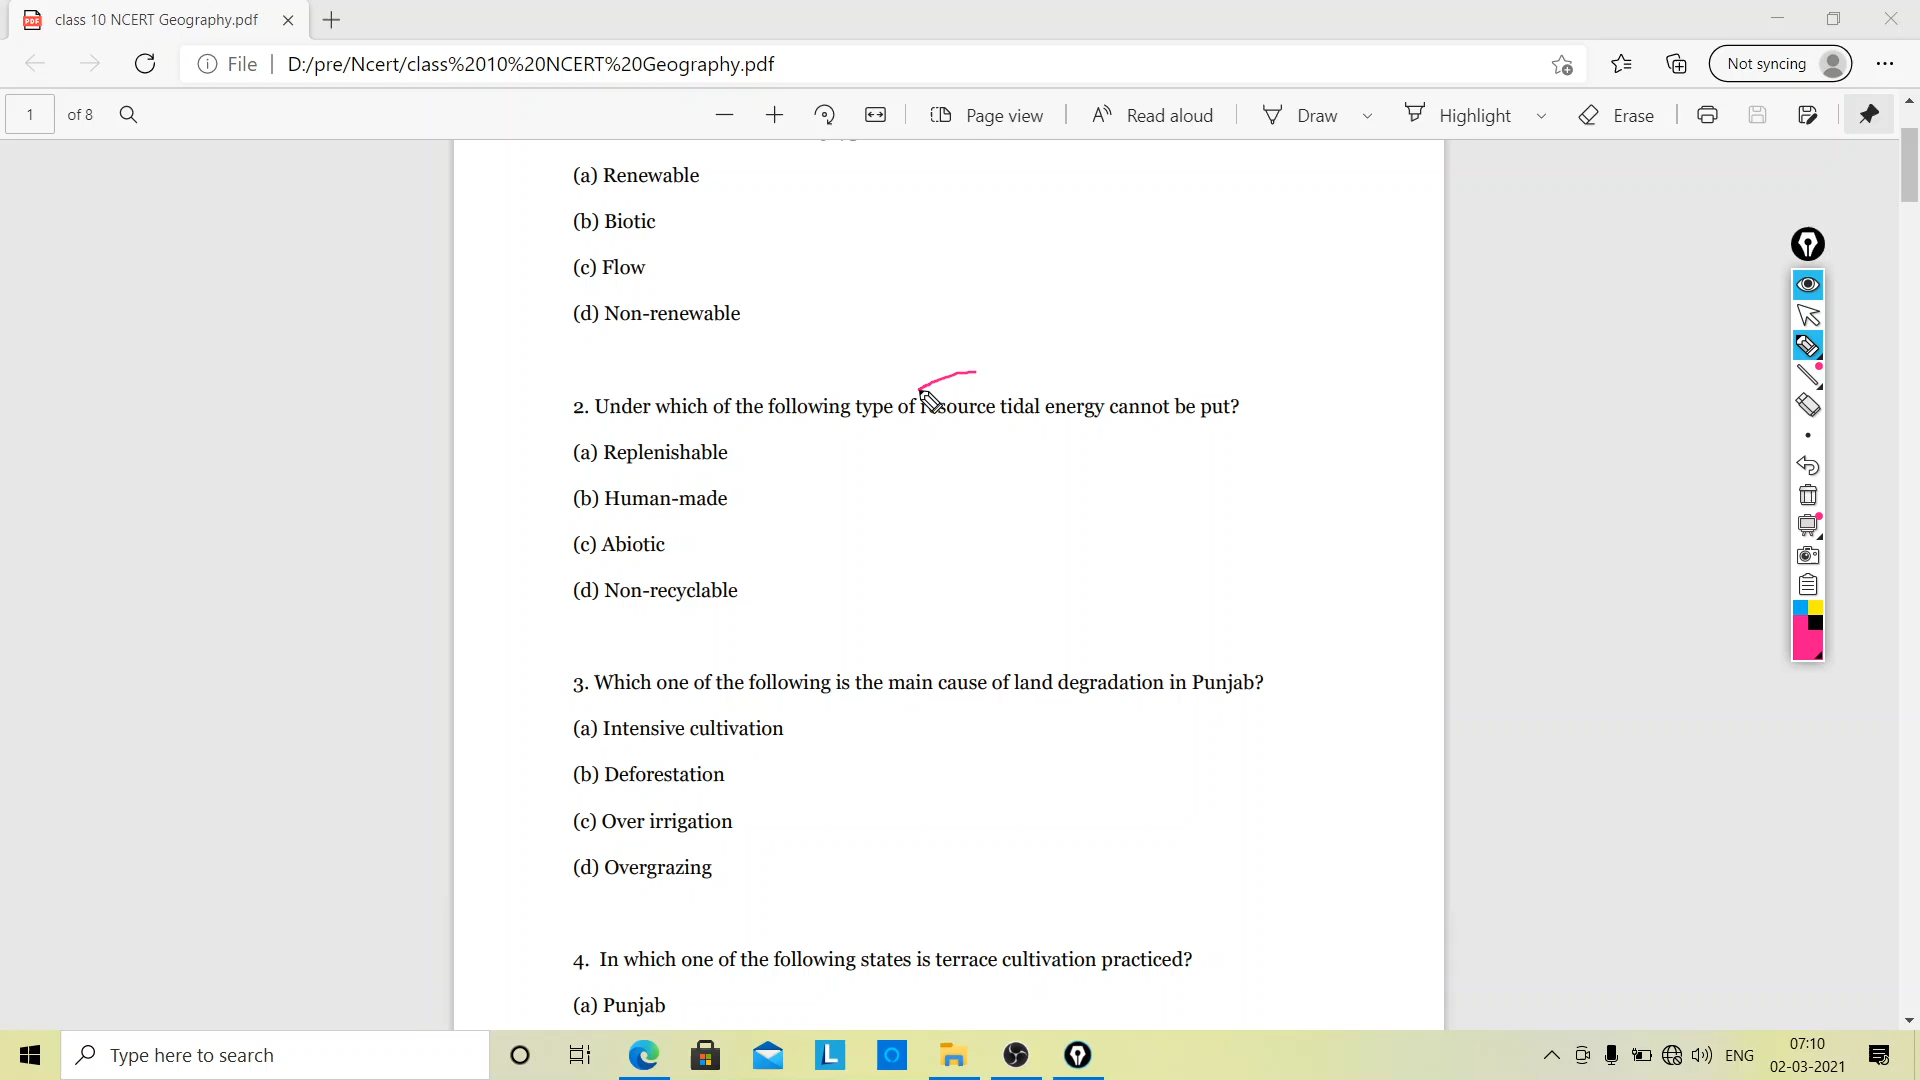 class 10 NCERT Geography.pdf
File
D:/pre/Ncert/class%2010%20NCERT%20Geography.pdf
Not syncing
1 of 8
Page view
Read aloud
Draw
Highlight
Erase
(a) Renewable
(b) Biotic
(c) Flow
(d) Non-renewable
2. Under which of the following type of resource tidal energy cannot be put?
(a) Replenishable
(b) Human-made
(c) Abiotic
(d) Non-recyclable
3. Which one of the following is the main cause of land degradation in Punjab?
(a) Intensive cultivation
(b) Deforestation
(c) Over irrigation
(d) Overgrazing
4. In which one of the following states is terrace cultivation practiced?
(a) Punjab
Type here to search
ENG
07:10
02-03-2021